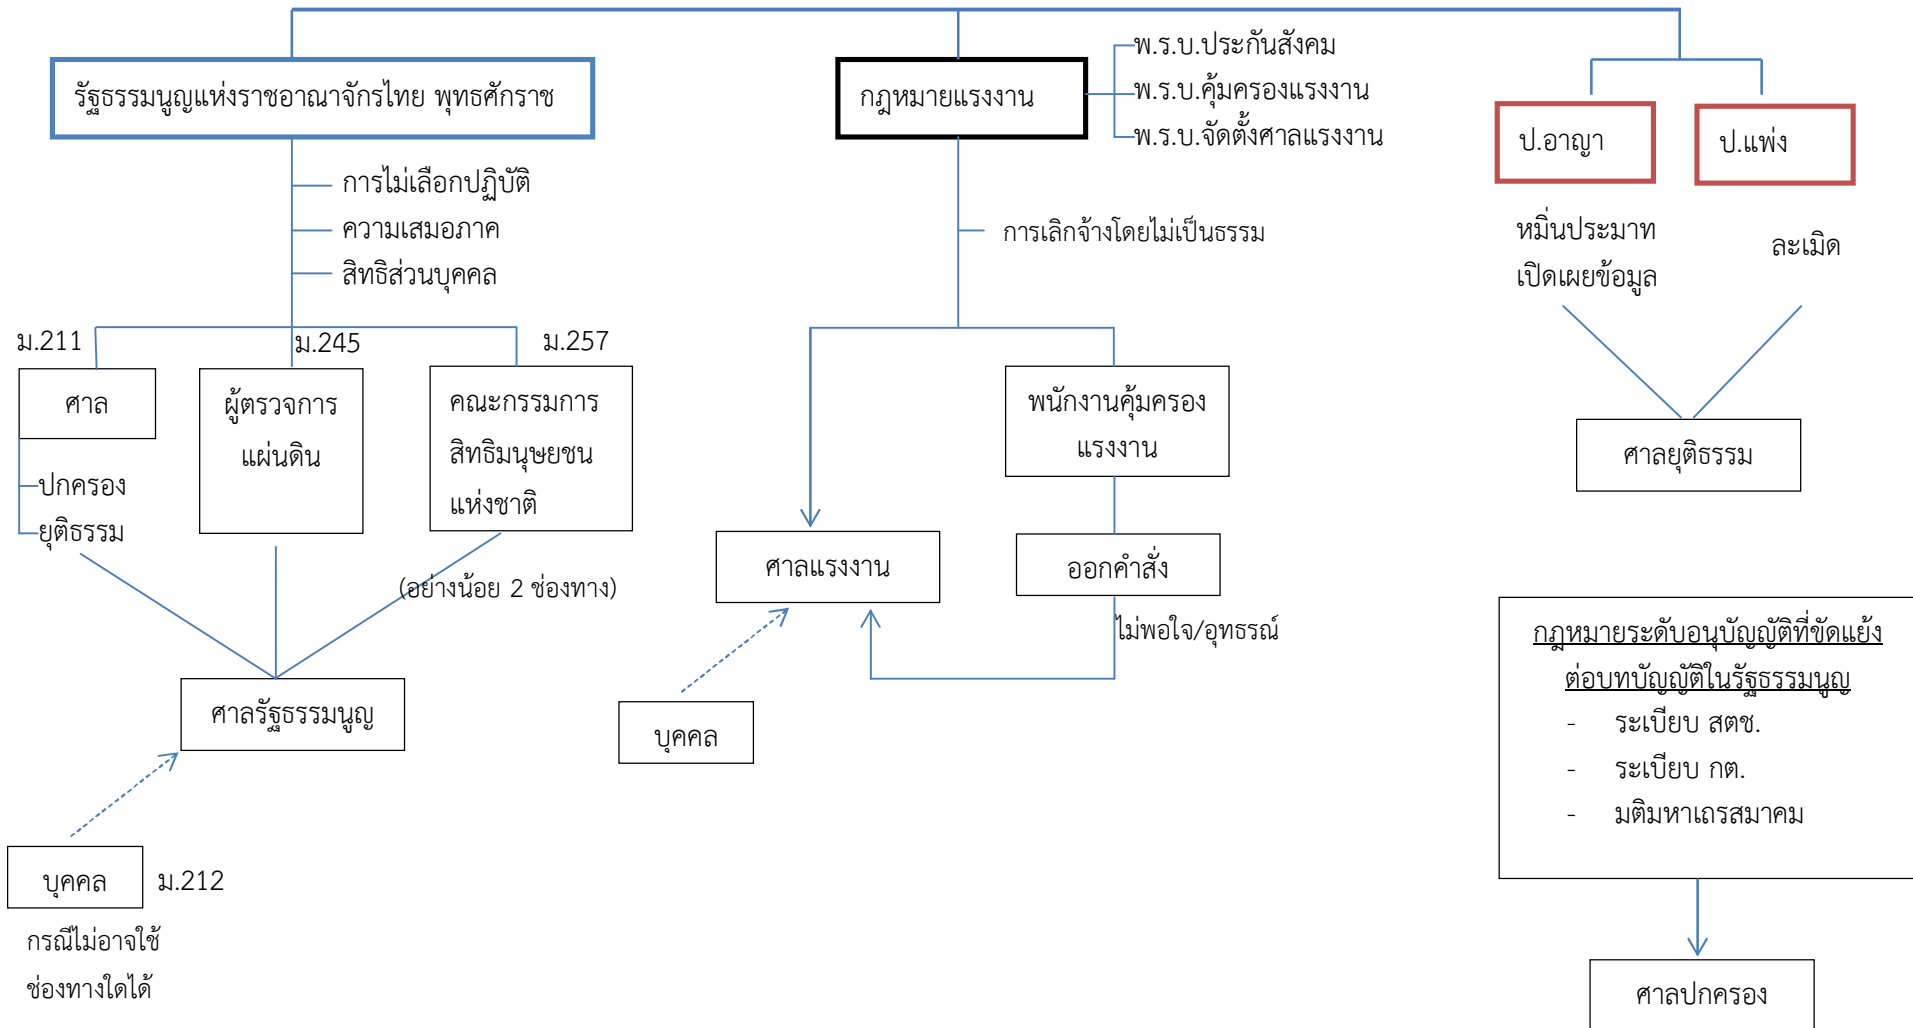 รัฐธรรมนูญแห่งราชอาณาจักรไทย พุทธศักราช
การไม่เลือกปฏิบัติ
ความเสมอภาค
สิทธิส่วนบุคคล
ม.211
ม.245
ม.257
ศาล
ปกครอง
ยุติธรรม
ผู้ตรวจการ
แผ่นดิน
คณะกรรมการ
สิทธิมนุษยชน
แห่งชาติ
(อย่างน้อย 2 ช่องทาง)
ศาลรัฐธรรมนูญ
บุคคล
ม.212
กรณีไม่อาจใช้
ช่องทางใดได้
กฎหมายแรงงาน
พ.ร.บ.ประกันสังคม
พ.ร.บ.คุ้มครองแรงงาน
พ.ร.บ.จัดตั้งศาลแรงงาน
การเลิกจ้างโดยไม่เป็นธรรม
พนักงานคุ้มครอง
แรงงาน
ศาลแรงงาน
ออกคำสั่ง
ไม่พอใจ/อุทธรณ์
บุคคล
ป.อาญา
ป.แพ่ง
หมิ่นประมาท
เปิดเผยข้อมูล
ละเมิด
ศาลยุติธรรม
กฎหมายระดับอนุบัญญัติที่ขัดแย้ง
ต่อบทบัญญัติในรัฐธรรมนูญ
- ระเบียบ สตช.
- ระเบียบ กต.
- มติมหาเถรสมาคม
ศาลปกครอง